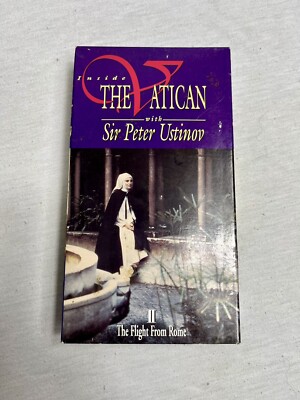 Inside
THE VATICAN
with
Sir Peter Ustinov
II
The Flight From Rome